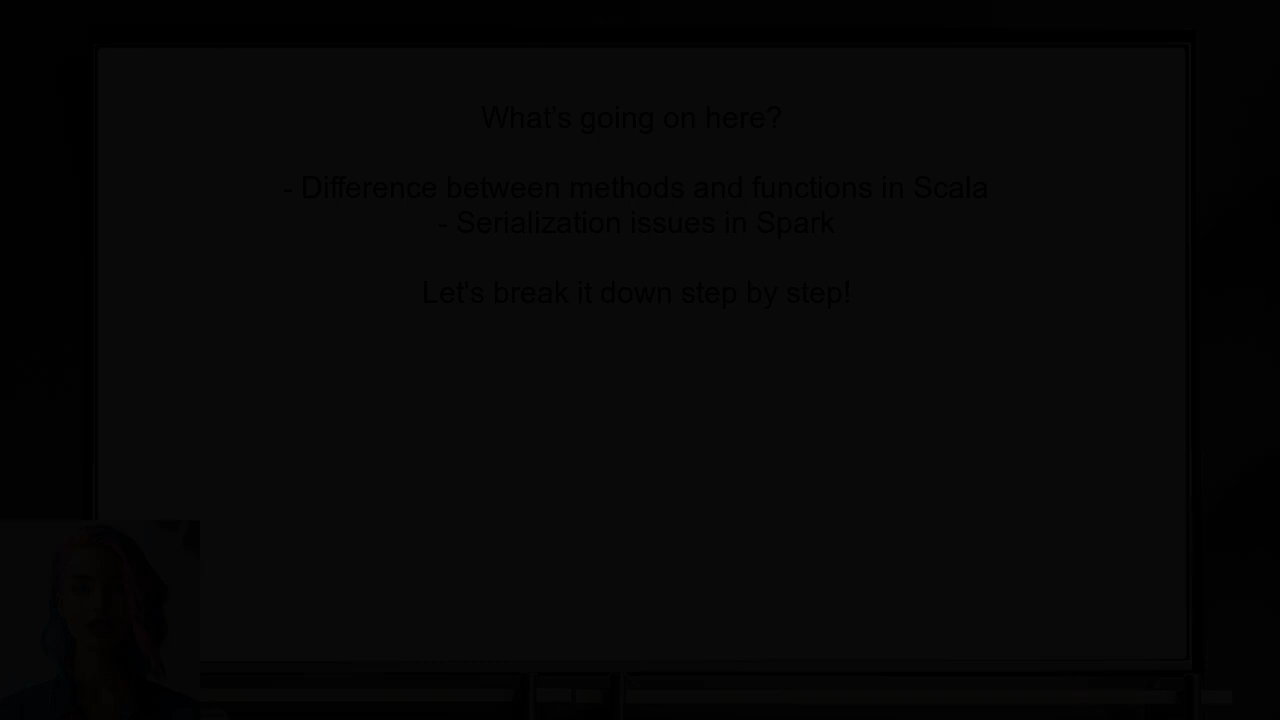 What's going on here?
- Difference between methods and functions in Scala
- Serialization issues in Spark
Let's break it down step by step!